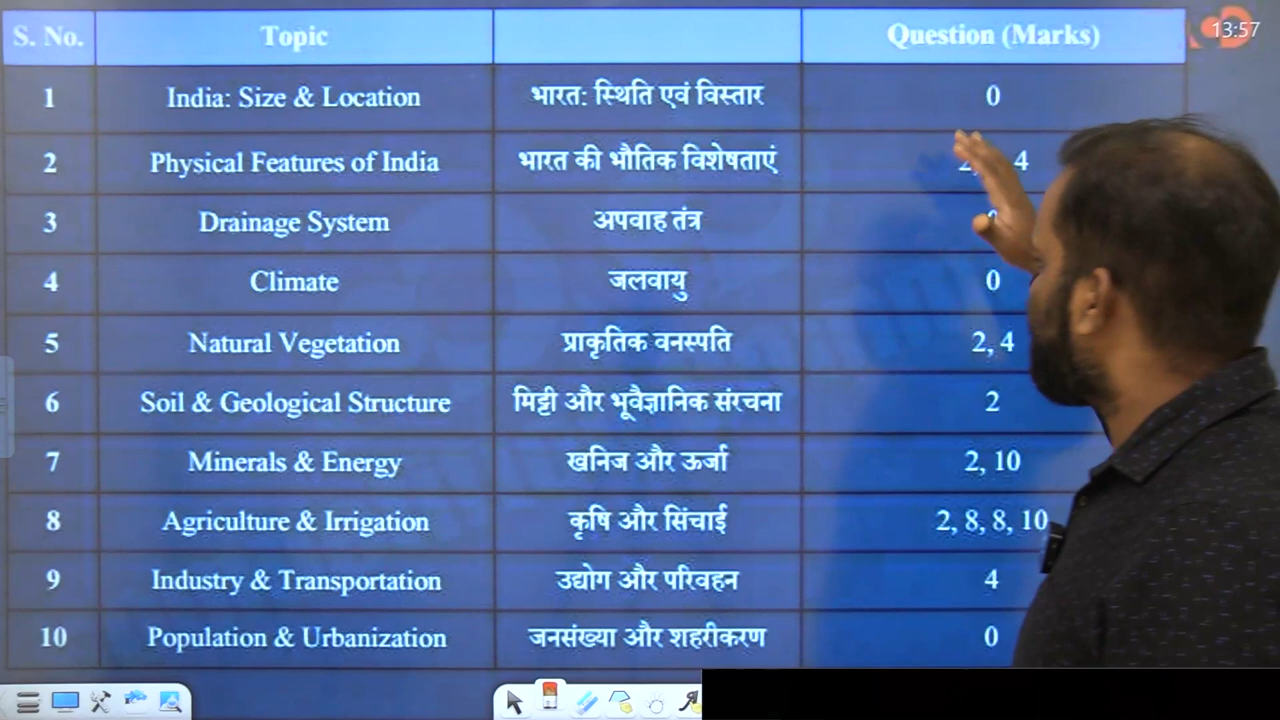 S. No. Topic Question (Marks)
13:57
1 India: Size & Location भारत: स्थिति एवं विस्तार 0
2 Physical Features of India भारत की भौतिक विशेषताएं 2, 4
3 Drainage System अपवाह तंत्र
4 Climate जलवायु 0
5 Natural Vegetation प्राकृतिक वनस्पति 2, 4
6 Soil & Geological Structure मिट्टी और भूवैज्ञानिक संरचना 2
7 Minerals & Energy खनिज और ऊर्जा 2, 10
8 Agriculture & Irrigation कृषि और सिंचाई 2, 8, 8, 10
9 Industry & Transportation उद्योग और परिवहन 4
10 Population & Urbanization जनसंख्या और शहरीकरण 0